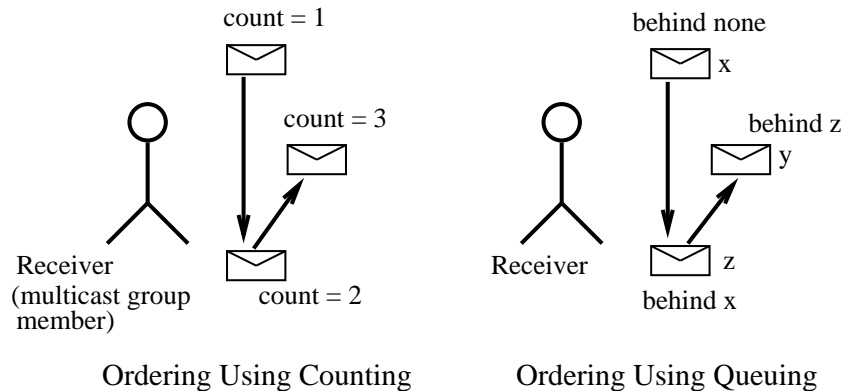 count = 1
count = 3
Receiver
(multicast group
member)
count = 2
Ordering Using Counting
behind none
x
behind z
y
Receiver
z
behind x
Ordering Using Queuing